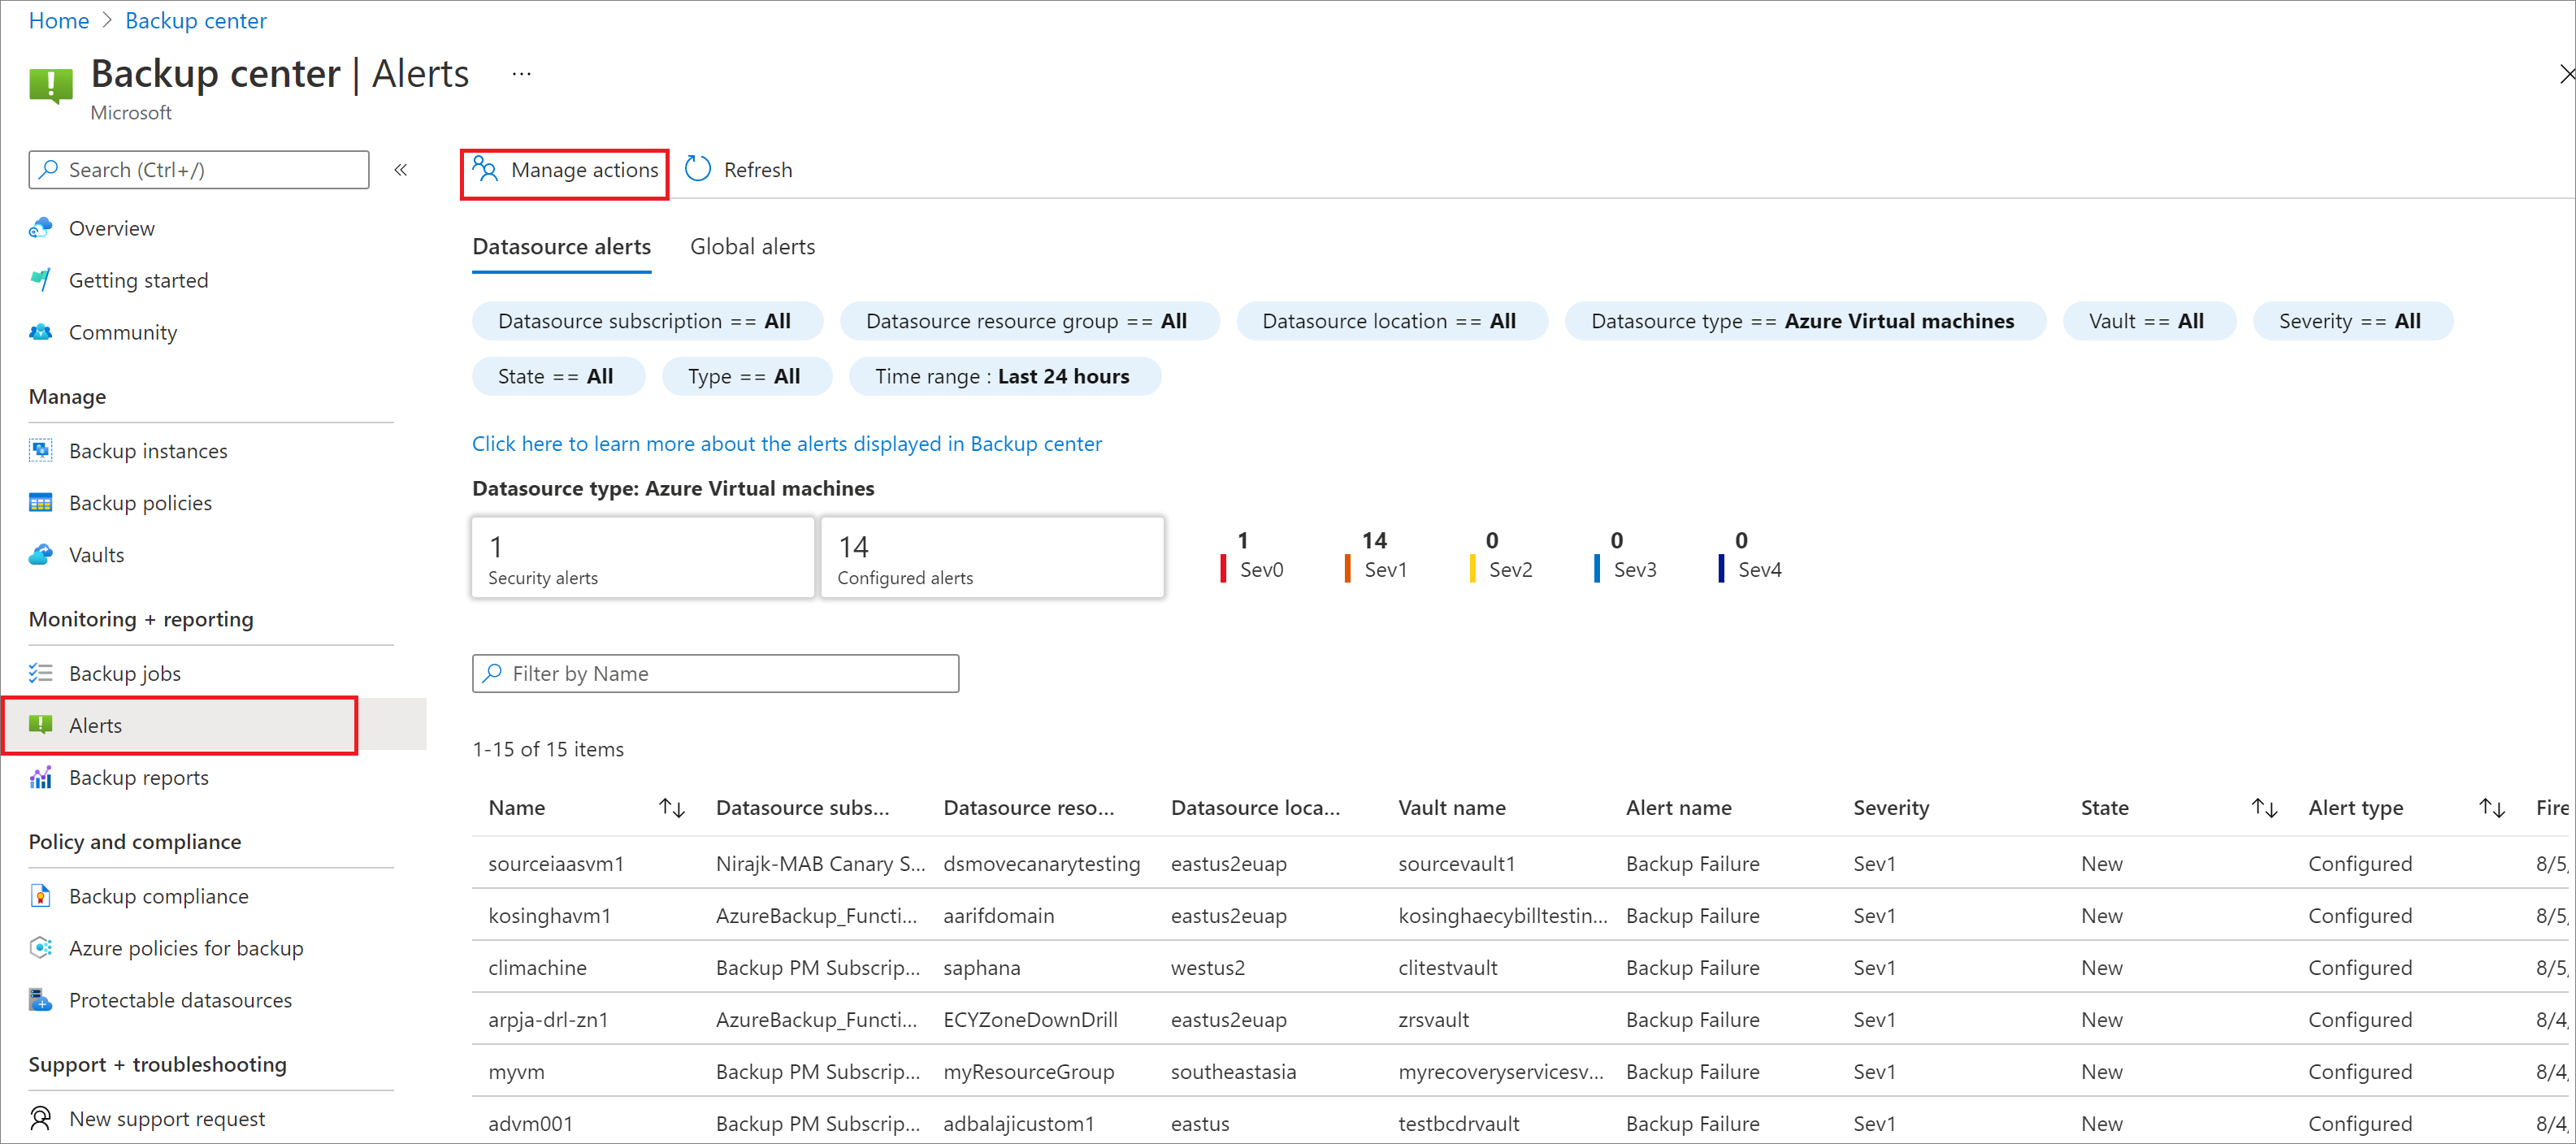 Home > Backup center
Backup center | Alerts ...
Microsoft
Search (Ctrl+/)
«
Overview
Getting started
Community
Manage
Backup instances
Backup policies
Vaults
Monitoring + reporting
Backup jobs
Alerts
Backup reports
Policy and compliance
Backup compliance
Azure policies for backup
Protectable datasources
Support + troubleshooting
New support request
Manage actions Refresh
Datasource alerts Global alerts
Datasource subscription == All Datasource resource group == All Datasource location == All Datasource type == Azure Virtual machines Vault == All Severity == All
State == All Type == All Time range : Last 24 hours
Click here to learn more about the alerts displayed in Backup center
Datasource type: Azure Virtual machines
1
Security alerts
14
Configured alerts
1 14 0 0 0
Sev0 Sev1 Sev2 Sev3 Sev4
Filter by Name
1-15 of 15 items
Name Datasource subs... Datasource reso... Datasource loca... Vault name Alert name Severity State Alert type Fire
sourceiaasvm1 Nirajk-MAB Canary S... dsmovecanarytesting eastus2euap sourcevault1 Backup Failure Sev1 New Configured 8/5,
kosinghavm1 AzureBackup_Functi... aarifdomain eastus2euap kosinghaecybilltestin... Backup Failure Sev1 New Configured 8/5,
climachine Backup PM Subscrip... saphana westus2 clitestvault Backup Failure Sev1 New Configured 8/5,
arpja-drl-zn1 AzureBackup_Functi... ECYZoneDownDrill eastus2euap zrsvault Backup Failure Sev1 New Configured 8/4,
myvm Backup PM Subscrip... myResourceGroup southeastasia myrecoveryservicesv... Backup Failure Sev1 New Configured 8/4,
advm001 Backup PM Subscrip... adbalajicustom1 eastus testbcdrvault Backup Failure Sev1 New Configured 8/4,